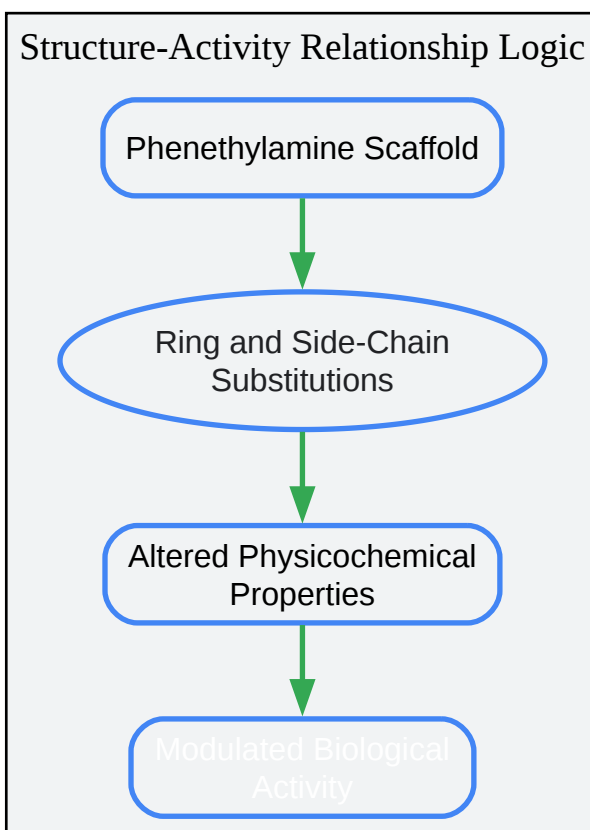 Structure-Activity Relationship Logic
Phenethylamine Scaffold
Ring and Side-Chain
Substitutions
Altered Physicochemical
Properties
Modulated Biological
Activity